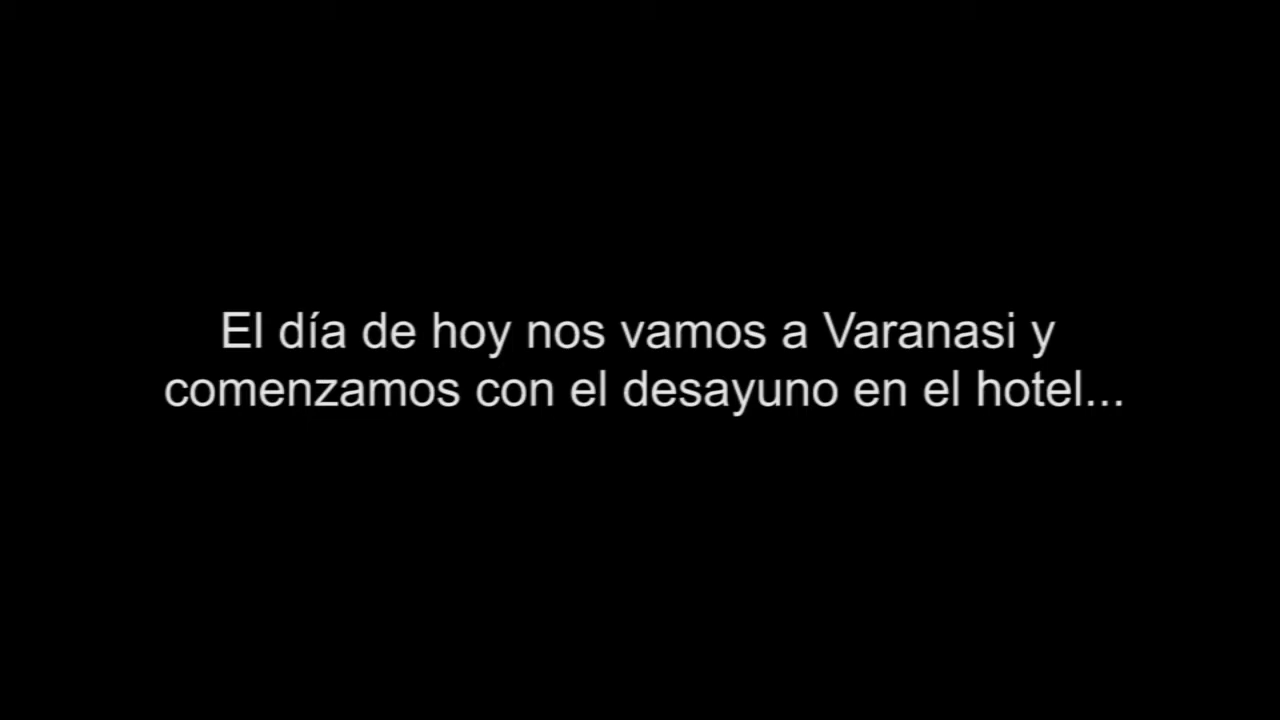 El día de hoy nos vamos a Varanasi y
comenzamos con el desayuno en el hotel...